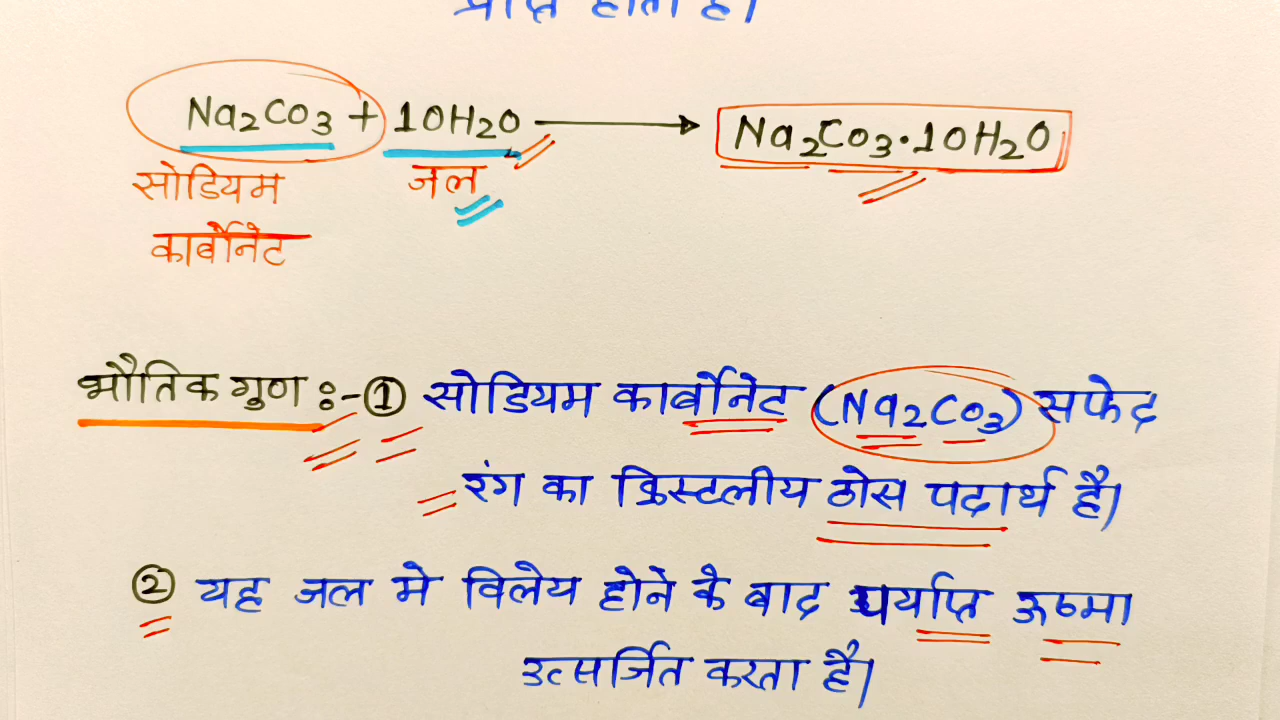 प्राप्त होता है।
Na2CO3 + 10H2O → Na2CO3·10H2O
सोडियम जल
कार्बोनेट
भौतिक गुण :- ① सोडियम कार्बोनेट (Na2CO3) सफेद
रंग का क्रिस्टलीय ठोस पदार्थ है।
② यह जल मे विलेय होने के बाद पर्याप्त ऊष्मा
उत्सर्जित करता है।